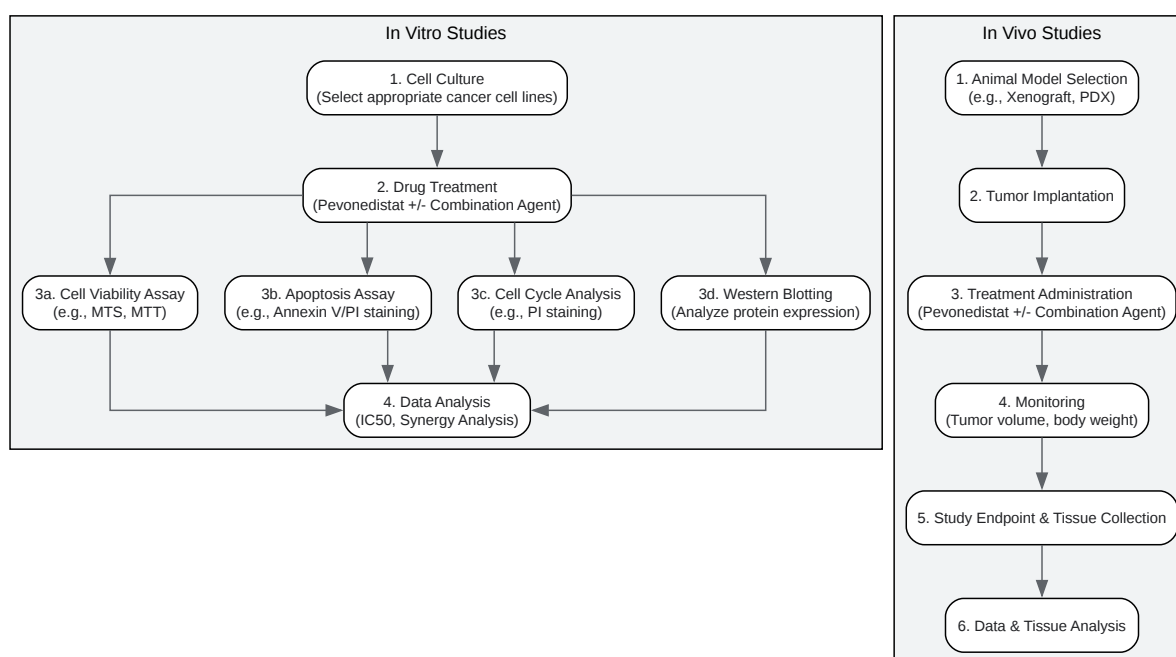 In Vitro Studies
1. Cell Culture
(Select appropriate cancer cell lines)
2. Drug Treatment
(Pevonedistat +/- Combination Agent)
3a. Cell Viability Assay
(e.g., MTS, MTT)
3b. Apoptosis Assay
(e.g., Annexin V/PI staining)
3c. Cell Cycle Analysis
(e.g., PI staining)
3d. Western Blotting
(Analyze protein expression)
4. Data Analysis
(IC50, Synergy Analysis)
In Vivo Studies
1. Animal Model Selection
(e.g., Xenograft, PDX)
2. Tumor Implantation
3. Treatment Administration
(Pevonedistat +/- Combination Agent)
4. Monitoring
(Tumor volume, body weight)
5. Study Endpoint & Tissue Collection
6. Data & Tissue Analysis